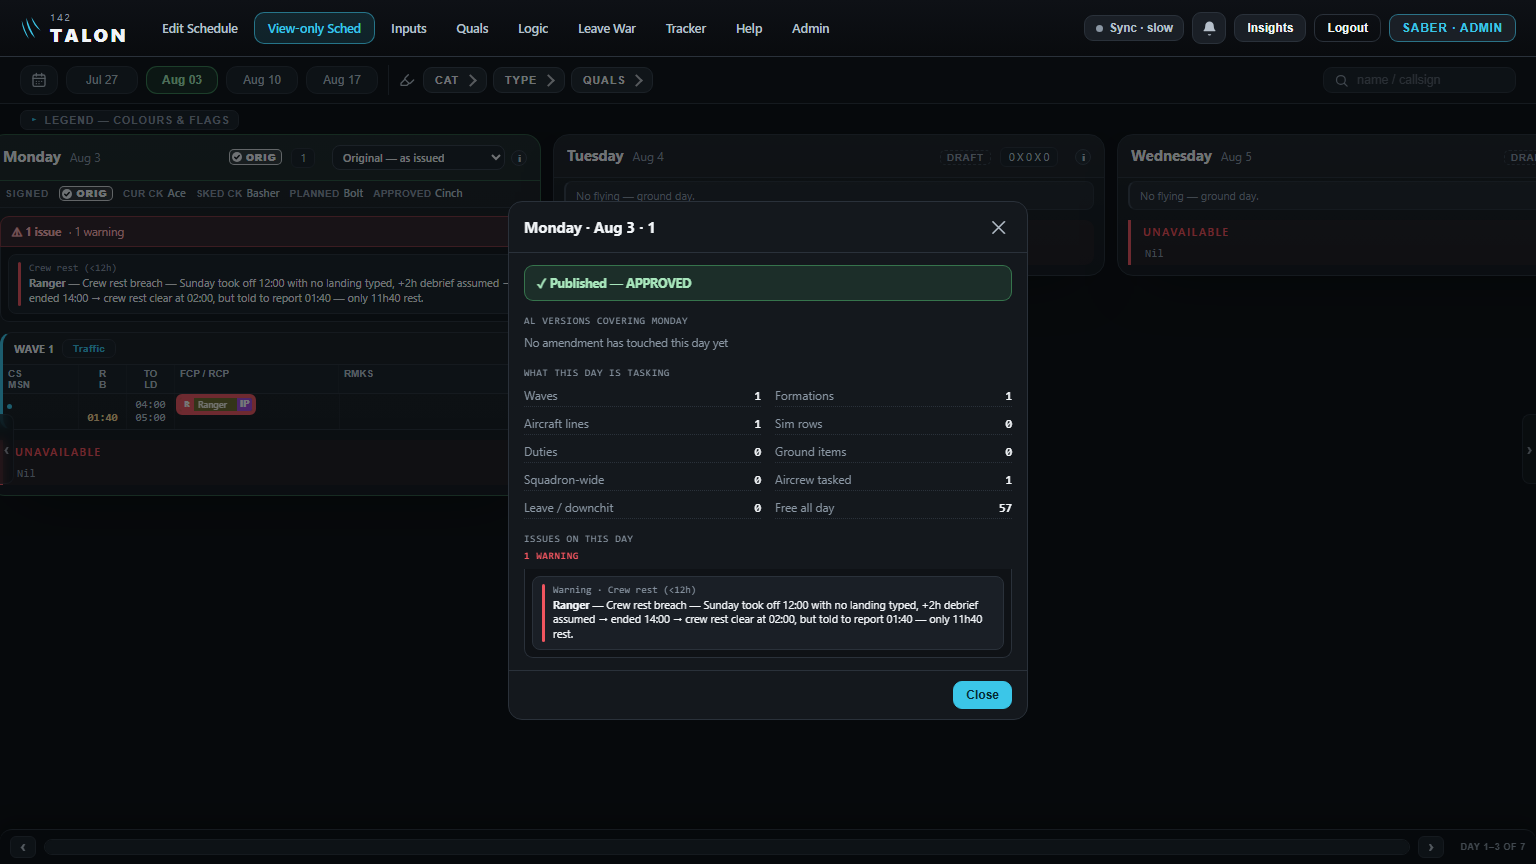 142
TALON
Edit Schedule
View-only Sched
Inputs
Quals
Logic
Leave War
Tracker
Help
Admin
Sync · slow
Insights
Logout
SABER · ADMIN
Jul 27
Aug 03
Aug 10
Aug 17
CAT
TYPE
QUALS
name / callsign
LEGEND — COLOURS & FLAGS
Monday Aug 3
ORIG
1
Original — as issued
i
SIGNED ORIG CUR CK Ace SKED CK Basher PLANNED Bolt APPROVED Cinch
1 issue · 1 warning
Crew rest (<12h)
Ranger — Crew rest breach — Sunday took off 12:00 with no landing typed, +2h debrief assumed →
ended 14:00 → crew rest clear at 02:00, but told to report 01:40 — only 11h40 rest.
WAVE 1 Traffic
CS R TO FCP / RCP RMKS
MSN B LD
04:00 R Ranger IP
01:40 05:00
UNAVAILABLE
Nil
Tuesday Aug 4
DRAFT
0X0X0
i
No flying — ground day.
Wednesday Aug 5
DRA
No flying — ground day.
UNAVAILABLE
Nil
Monday · Aug 3 · 1
✓ Published — APPROVED
AL VERSIONS COVERING MONDAY
No amendment has touched this day yet
WHAT THIS DAY IS TASKING
Waves 1 Formations 1
Aircraft lines 1 Sim rows 0
Duties 0 Ground items 0
Squadron-wide 0 Aircrew tasked 1
Leave / downchit 0 Free all day 57
ISSUES ON THIS DAY
1 WARNING
Warning · Crew rest (<12h)
Ranger — Crew rest breach — Sunday took off 12:00 with no landing typed, +2h debrief
assumed → ended 14:00 → crew rest clear at 02:00, but told to report 01:40 — only 11h40
rest.
Close
DAY 1–3 OF 7